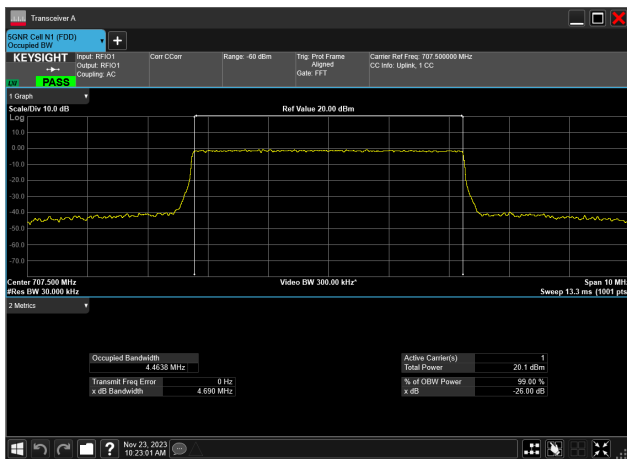 Transceiver A
5GNR Cell N1 (FDD)
Occupied BW
KEYSIGHT
Input: RFIO1
Output: RFIO1
Coupling: AC
Corr CCorr
Range: -60 dBm
Trig: Prot Frame
Aligned
Gate: FFT
Carrier Ref Freq: 707.500000 MHz
CC Info: Uplink, 1 CC
LV
PASS
1 Graph
Scale/Div 10.0 dB
Ref Value 20.00 dBm
Log
10.0
0.00
-10.0
-20.0
-30.0
-40.0
-50.0
-60.0
-70.0
Center 707.500 MHz
Video BW 300.00 kHz*
Span 10 MHz
#Res BW 30.000 kHz
Sweep 13.3 ms (1001 pts
2 Metrics
Occupied Bandwidth
4.4638 MHz
Transmit Freq Error 0 Hz
x dB Bandwidth 4.690 MHz
Active Carrier(s) 1
Total Power 20.1 dBm
% of OBW Power 99.00 %
x dB -26.00 dB
?
Nov 23, 2023
10:23:01 AM